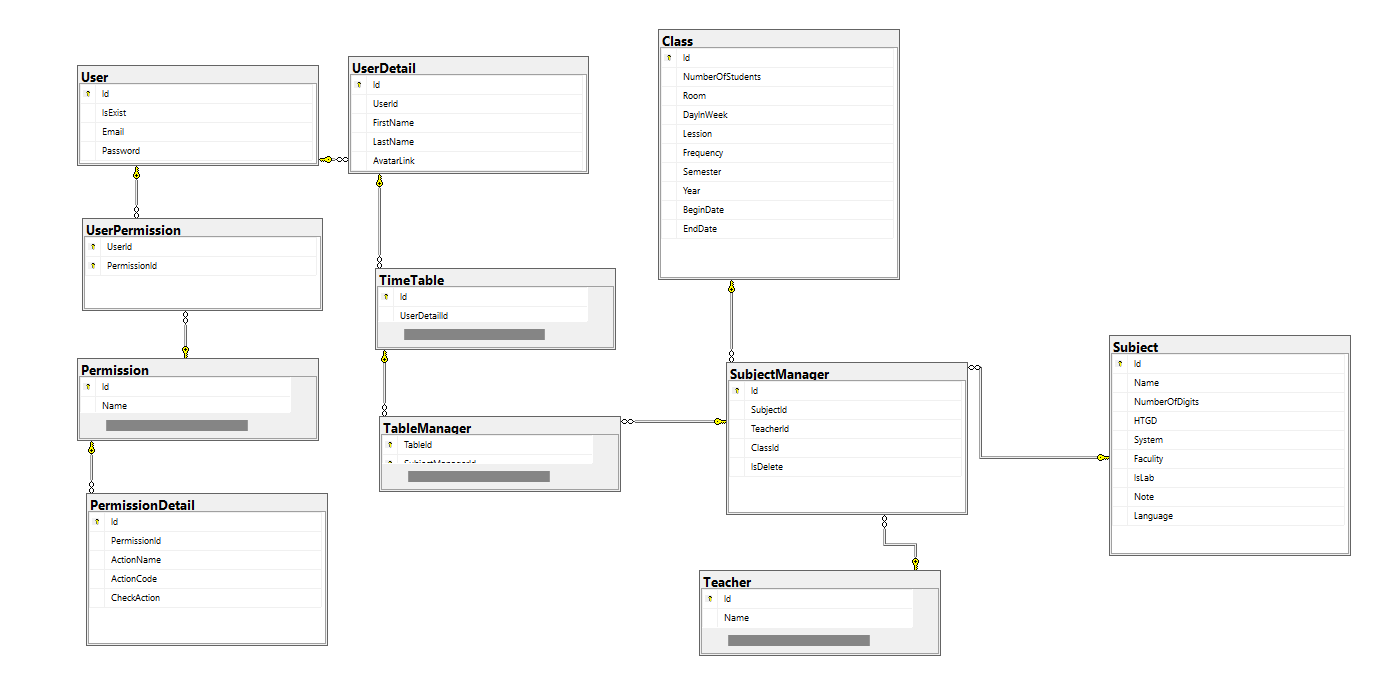 User
Id
IsExist
Email
Password
UserDetail
Id
UserId
FirstName
LastName
AvatarLink
Class
Id
NumberOfStudents
Room
DayInWeek
Lession
Frequency
Semester
Year
BeginDate
EndDate
UserPermission
UserId
PermissionId
TimeTable
Id
UserDetailId
Permission
Id
Name
TableManager
TableId
SubjectManagerId
SubjectManager
Id
SubjectId
TeacherId
ClassId
IsDelete
Subject
Id
Name
NumberOfDigits
HTGD
System
Faculity
IsLab
Note
Language
PermissionDetail
Id
PermissionId
ActionName
ActionCode
CheckAction
Teacher
Id
Name